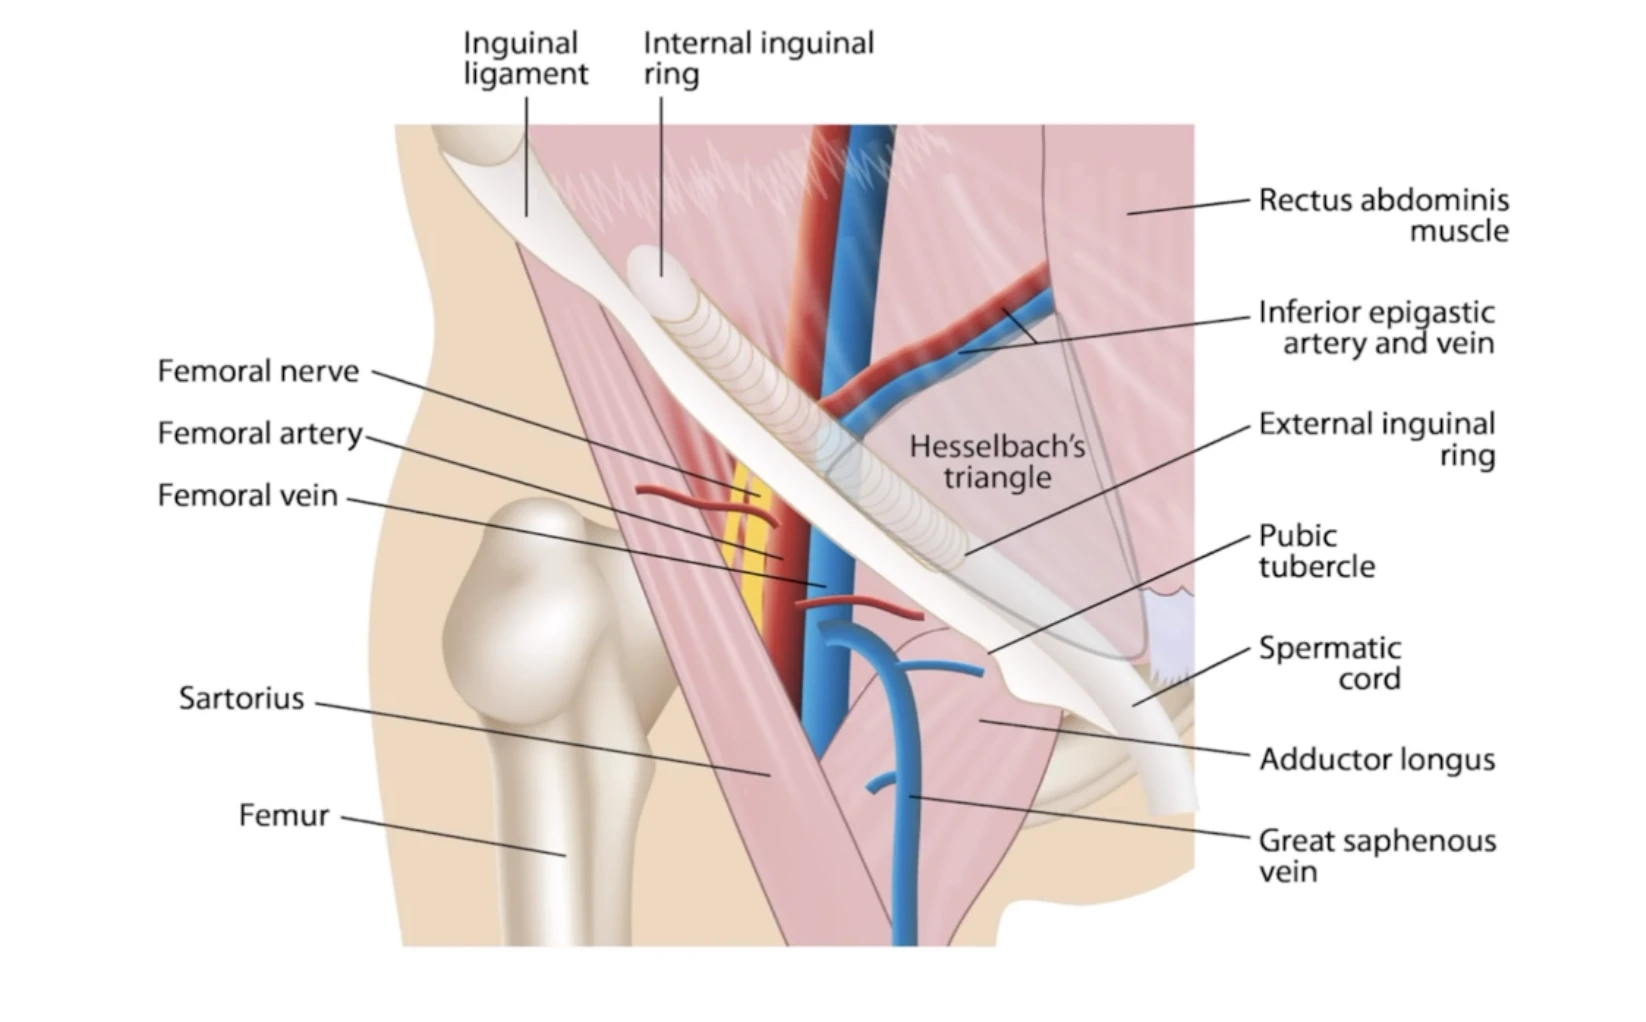 Inguinal
ligament
Internal inguinal
ring
Rectus abdominis
muscle
Inferior epigastic
artery and vein
Femoral nerve
Femoral artery
Femoral vein
External inguinal
ring
Hesselbach's
triangle
Pubic
tubercle
Spermatic
cord
Sartorius
Adductor longus
Femur
Great saphenous
vein